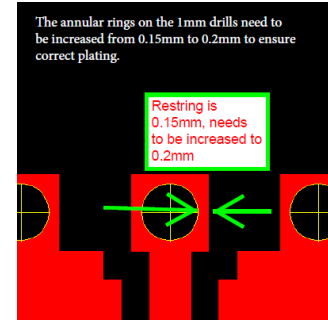 The annular rings on the 1mm drills need to
be increased from 0.15mm to 0.2mm to ensure
correct plating.
Restring is
0.15mm, needs
to be increased to
0.2mm